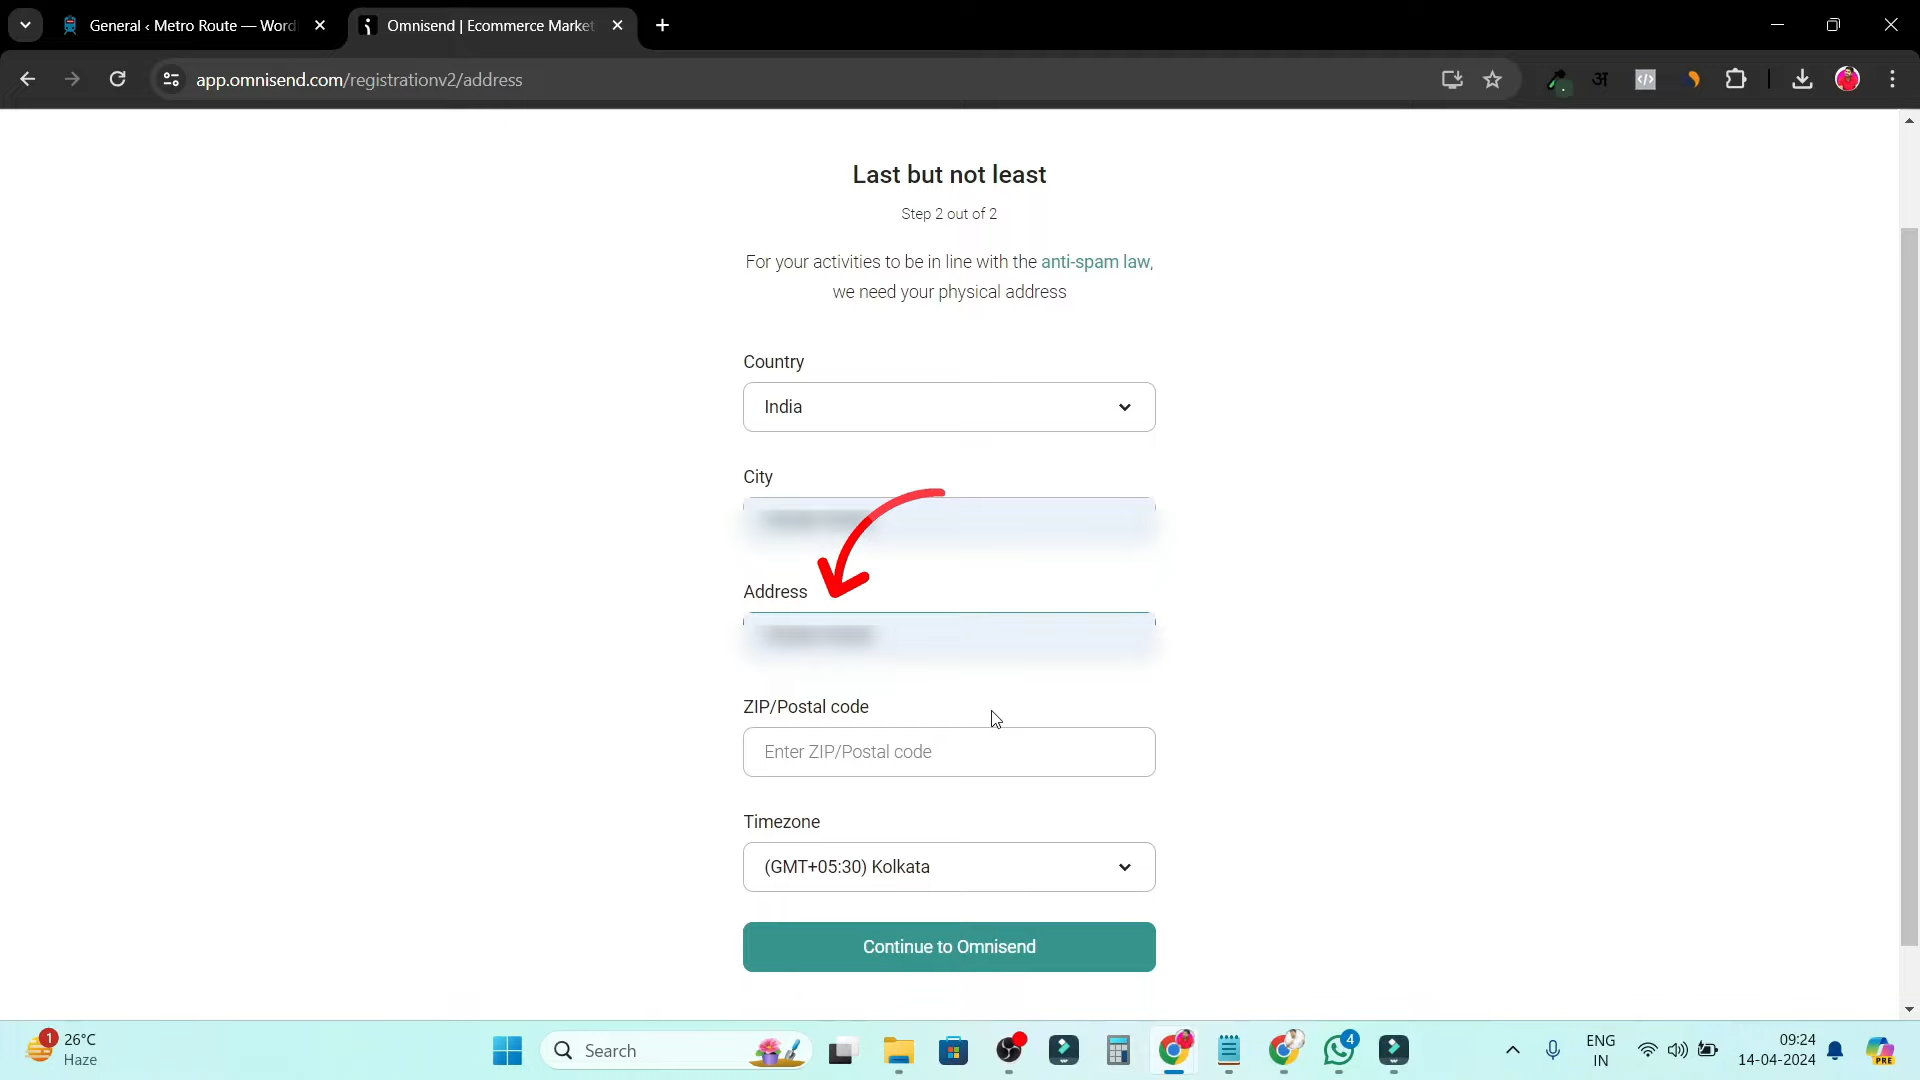 General ‹ Metro Route — Word
Omnisend | Ecommerce Market
app.omnisend.com/registrationv2/address
अ
Last but not least
Step 2 out of 2
For your activities to be in line with the anti-spam law,
we need your physical address
Country
India
City
Address
ZIP/Postal code
Enter ZIP/Postal code
Timezone
(GMT+05:30) Kolkata
Continue to Omnisend
1
26°C
Haze
Search
4
ENG
IN
09:24
14-04-2024
PRE